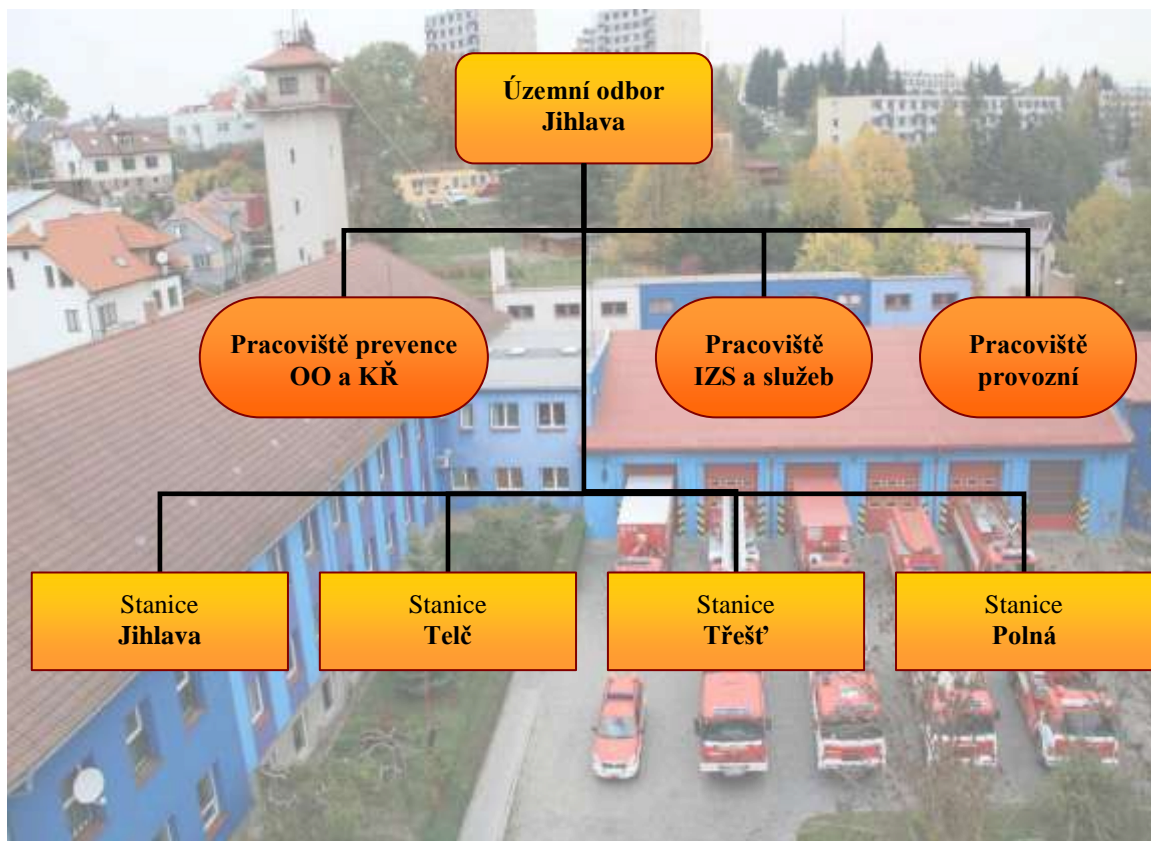 Územní odbor
Jihlava
Pracoviště prevence
OO a KŘ
Pracoviště
IZS a služeb
Pracoviště
provozní
Stanice
Jihlava
Stanice
Telč
Stanice
Třešť
Stanice
Polná